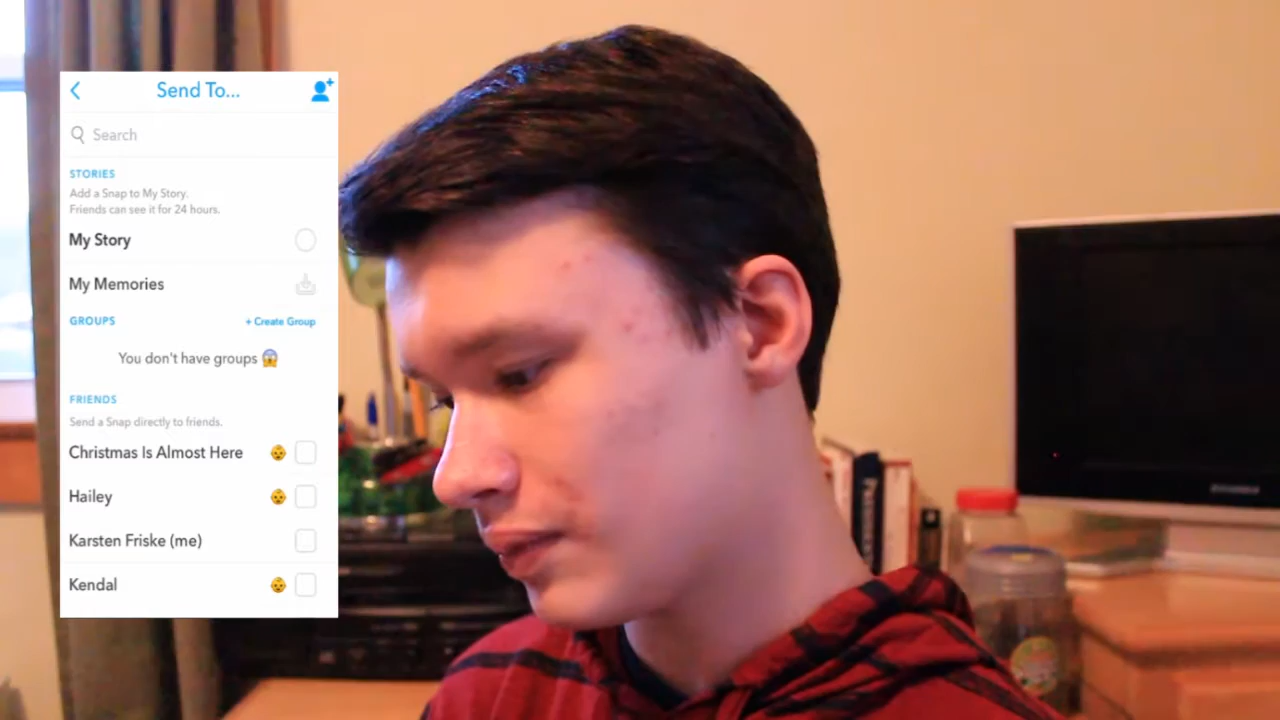 Send To...
Search
STORIES
Add a Snap to My Story.
Friends can see it for 24 hours.
My Story
My Memories
GROUPS
+ Create Group
You don't have groups 😱
FRIENDS
Send a Snap directly to friends.
Christmas Is Almost Here 👶
Hailey 👶
Karsten Friske (me)
Kendal 👶